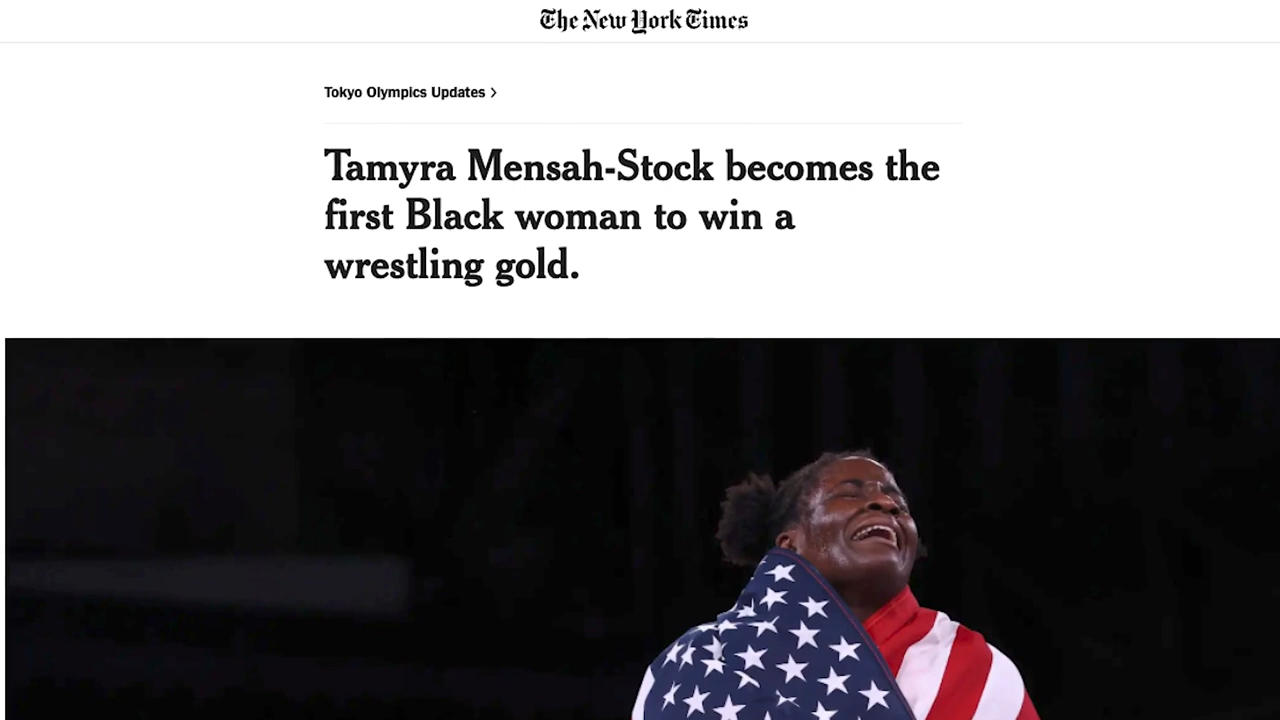 The New York Times
Tokyo Olympics Updates >
Tamyra Mensah-Stock becomes the
first Black woman to win a
wrestling gold.